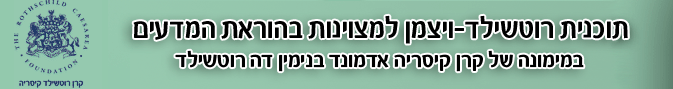 תוכנית רוטשילד-ויצמן למצוינות בהוראת המדעים
במימונה של קרן קיסריה אדמונד בנימין דה רוטשילד
THE ROTHSCHILD CAESAREA
FOUNDATION
קרן רוטשילד קיסריה